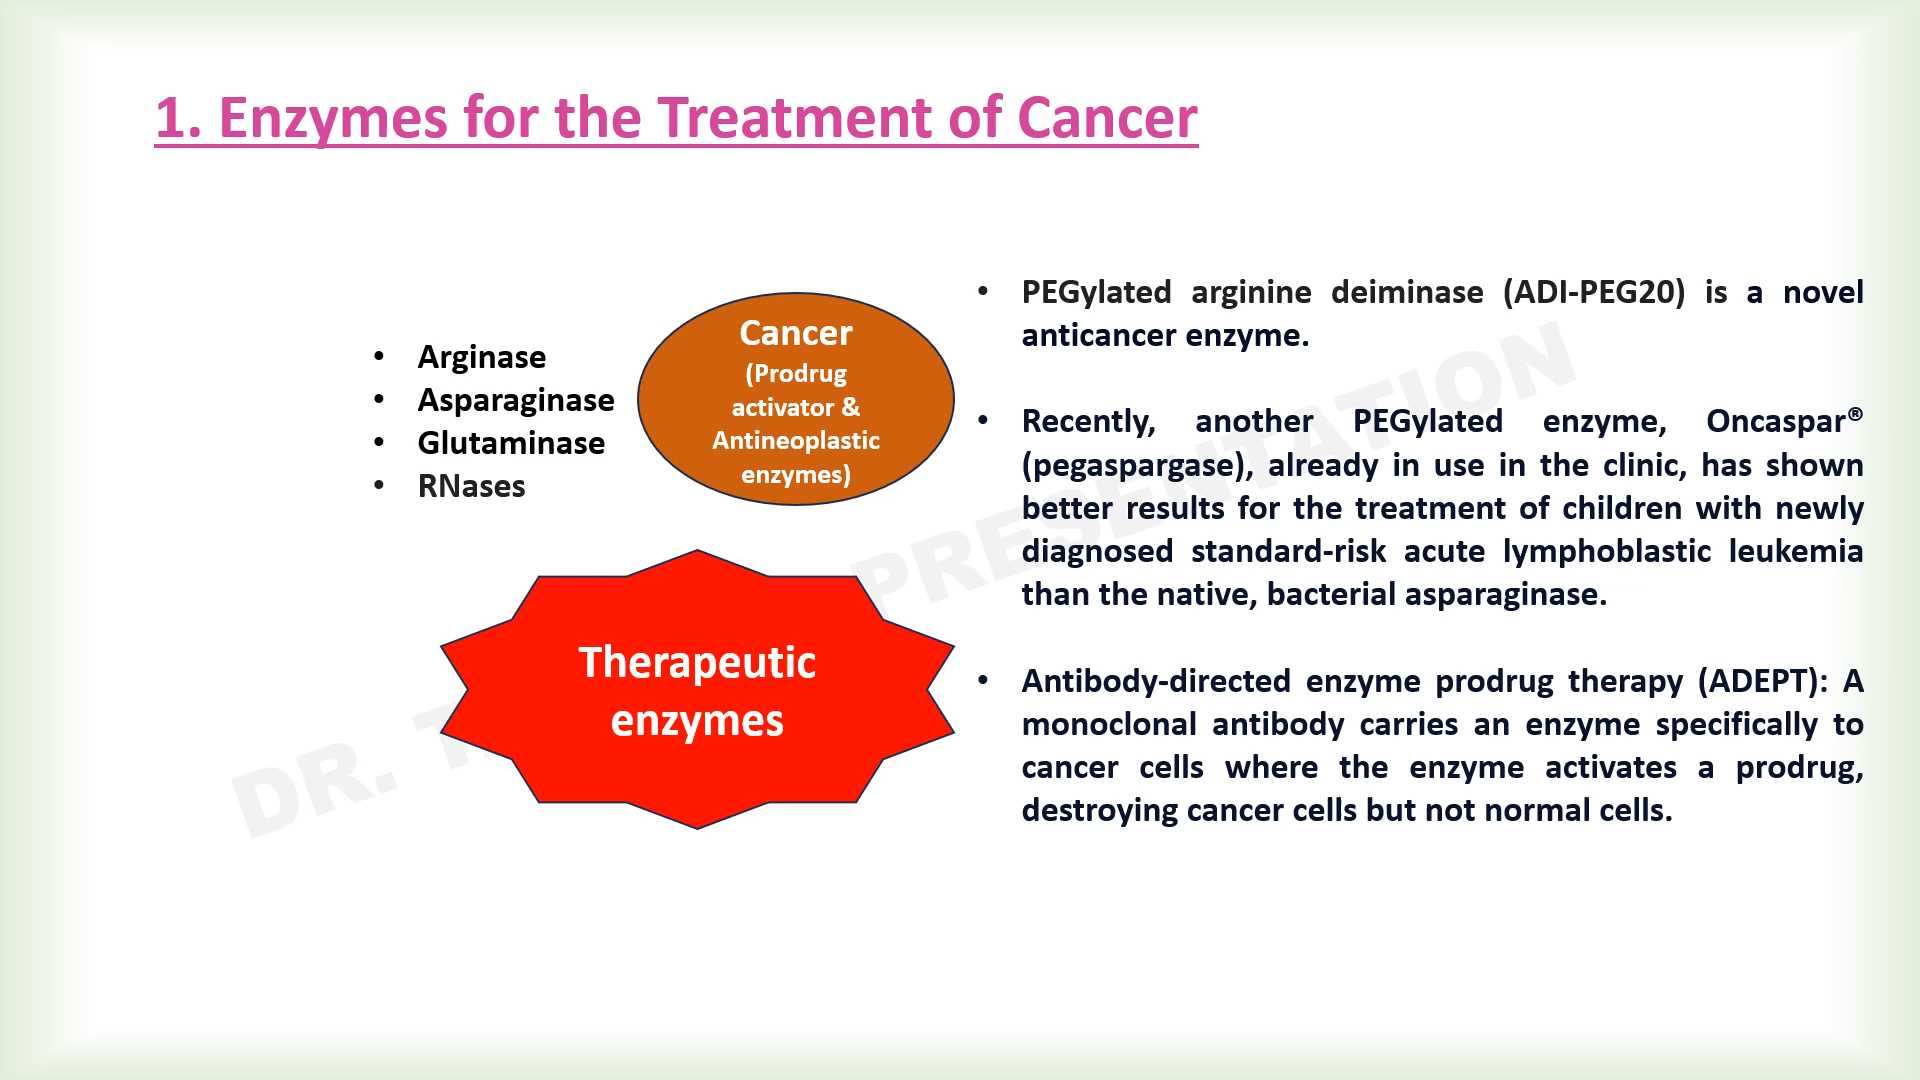 1. Enzymes for the Treatment of Cancer
• Arginase
• Asparaginase
• Glutaminase
• RNases
Cancer
(Prodrug
activator &
Antineoplastic
enzymes)
Therapeutic
enzymes
• PEGylated arginine deiminase (ADI-PEG20) is a novel
anticancer enzyme.
• Recently, another PEGylated enzyme, Oncaspar®
(pegaspargase), already in use in the clinic, has shown
better results for the treatment of children with newly
diagnosed standard-risk acute lymphoblastic leukemia
than the native, bacterial asparaginase.
• Antibody-directed enzyme prodrug therapy (ADEPT): A
monoclonal antibody carries an enzyme specifically to
cancer cells where the enzyme activates a prodrug,
destroying cancer cells but not normal cells.
DR. PRESENTATION